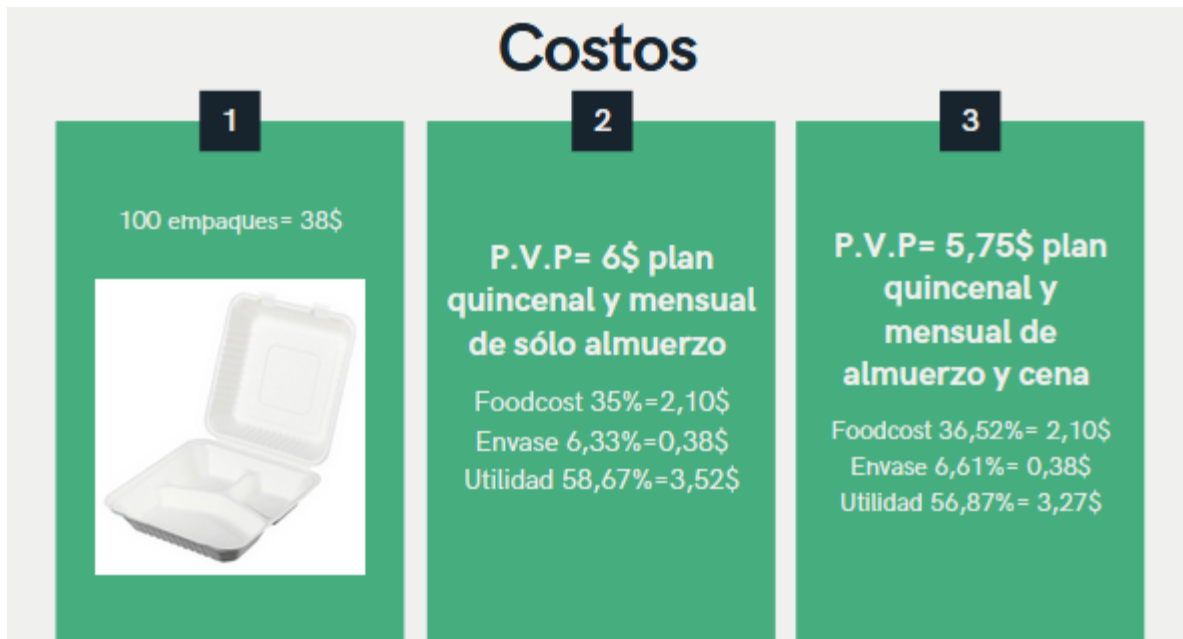 Costos
1
100 empaques= 38$
2
P.V.P= 6$ plan
quincenal y mensual
de sólo almuerzo
Foodcost 35%=2,10$
Envase 6,33%=0,38$
Utilidad 58,67%=3,52$
3
P.V.P= 5,75$ plan
quincenal y
mensual de
almuerzo y cena
Foodcost 36,52%= 2,10$
Envase 6,61%= 0,38$
Utilidad 56,87%= 3,27$